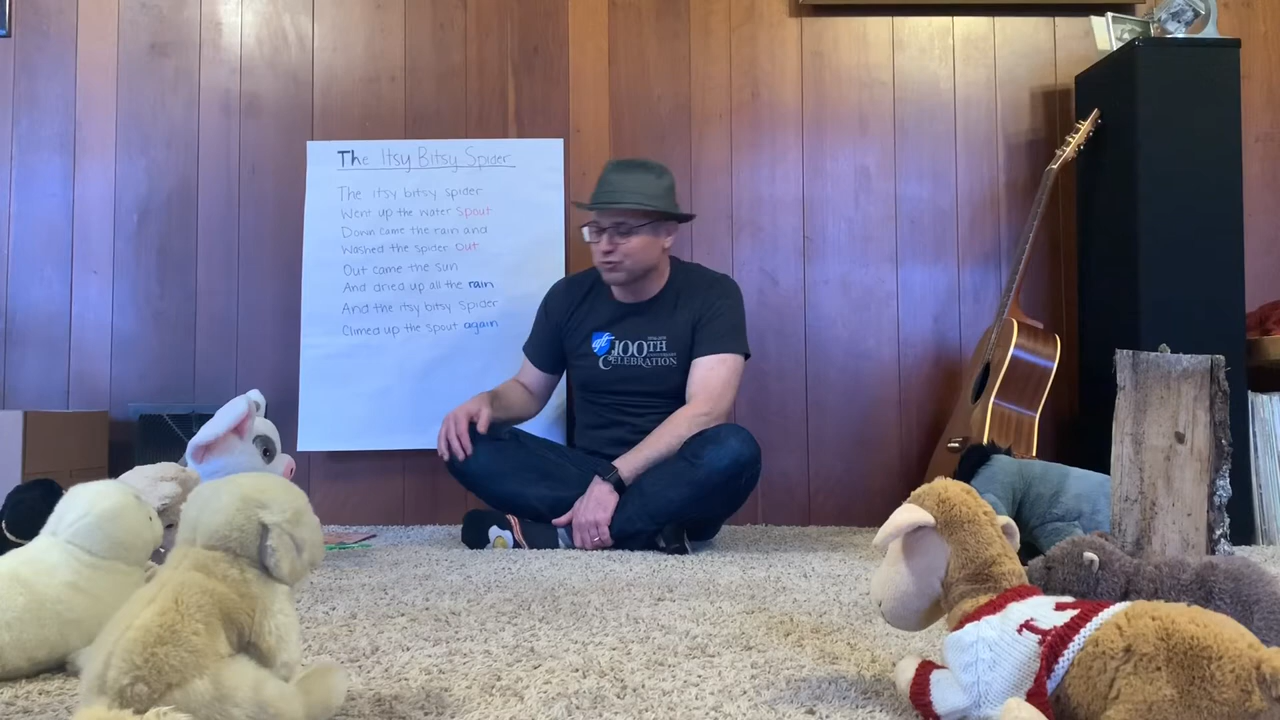 The Itsy Bitsy Spider
The itsy bitsy spider
Went up the water spout
Down came the rain and
Washed the spider out
Out came the sun
And dried up all the rain
And the itsy bitsy spider
Climed up the spout again
aft
100TH
CELEBRATION